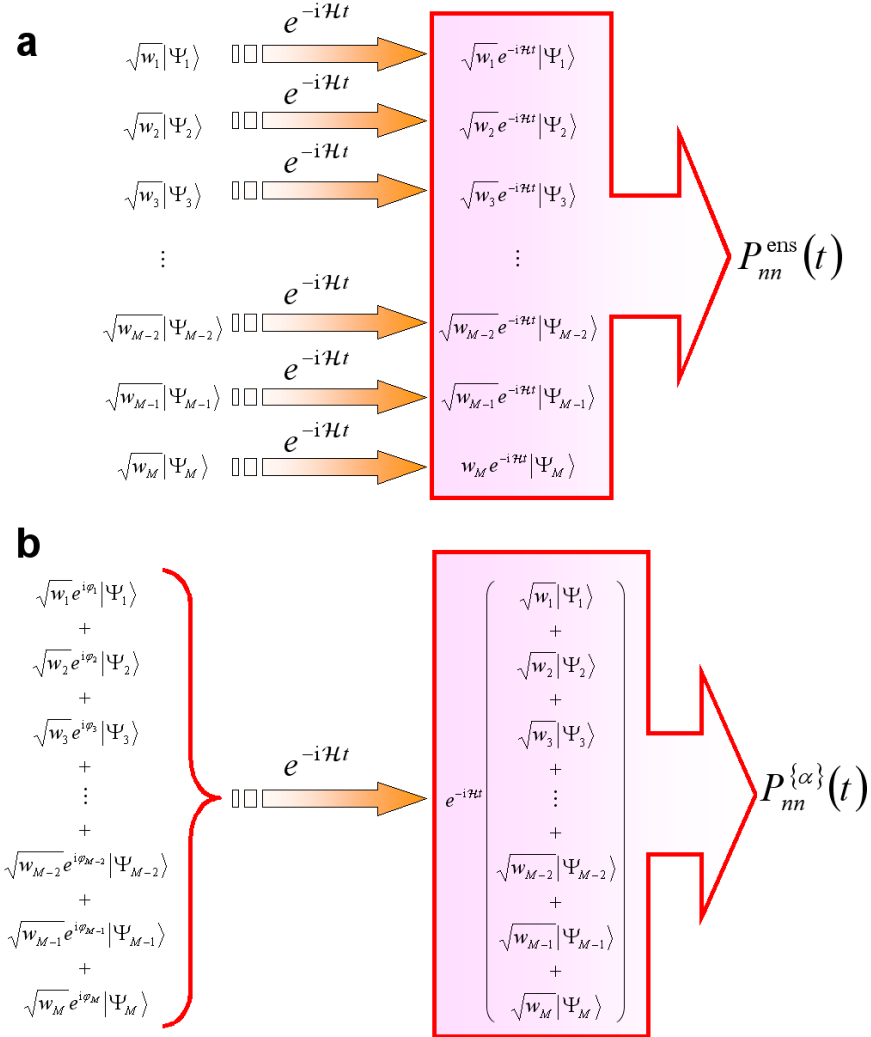 a
√w₁|Ψ₁⟩ e^{−iℋt} √w₁ e^{−iℋt}|Ψ₁⟩
√w₂|Ψ₂⟩ e^{−iℋt} √w₂ e^{−iℋt}|Ψ₂⟩
√w₃|Ψ₃⟩ e^{−iℋt} √w₃ e^{−iℋt}|Ψ₃⟩
⋮ ⋮
P_{nn}^{ens}(t)
√w_{M−2}|Ψ_{M−2}⟩ e^{−iℋt} √w_{M−2} e^{−iℋt}|Ψ_{M−2}⟩
√w_{M−1}|Ψ_{M−1}⟩ e^{−iℋt} √w_{M−1} e^{−iℋt}|Ψ_{M−1}⟩
√w_M|Ψ_M⟩ e^{−iℋt} w_M e^{−iℋt}|Ψ_M⟩
b
√w₁ e^{iφ₁}|Ψ₁⟩
+
√w₂ e^{iφ₂}|Ψ₂⟩
+
√w₃ e^{iφ₃}|Ψ₃⟩
+
⋮
+
√w_{M−2} e^{iφ_{M−2}}|Ψ_{M−2}⟩
+
√w_{M−1} e^{iφ_{M−1}}|Ψ_{M−1}⟩
+
√w_M e^{iφ_M}|Ψ_M⟩
e^{−iℋt}
e^{−iℋt} (
√w₁|Ψ₁⟩
+
√w₂|Ψ₂⟩
+
√w₃|Ψ₃⟩
+
⋮
+
√w_{M−2}|Ψ_{M−2}⟩
+
√w_{M−1}|Ψ_{M−1}⟩
+
√w_M|Ψ_M⟩
)
P_{nn}^{{α}}(t)